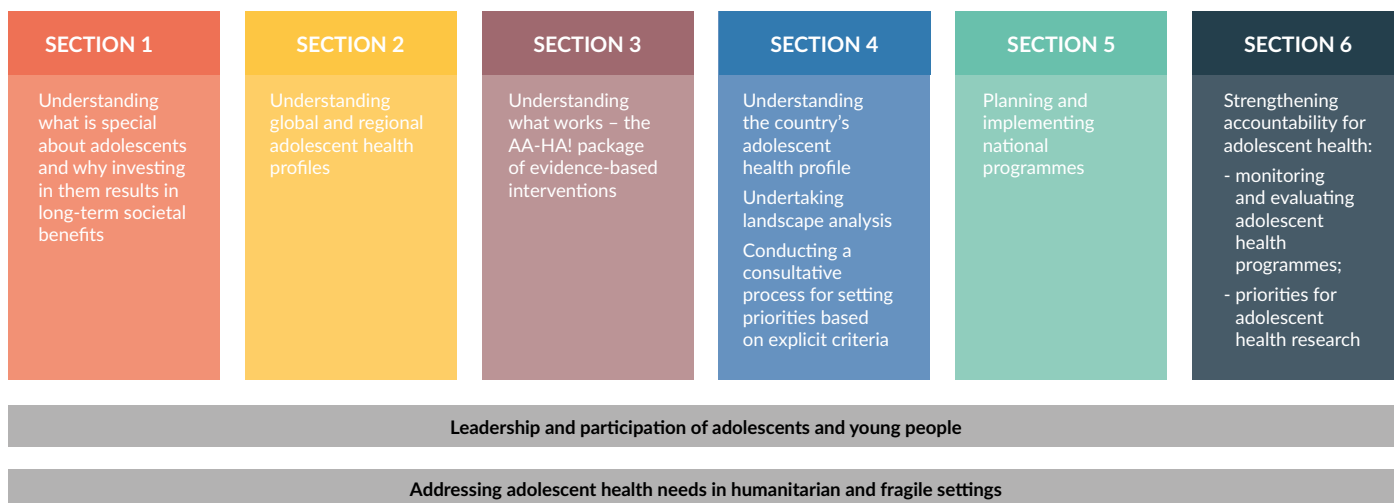 SECTION 1
Understanding
what is special
about adolescents
and why investing
in them results in
long-term societal
benefits
SECTION 2
Understanding
global and regional
adolescent health
profiles
SECTION 3
Understanding
what works – the
AA-HA! package
of evidence-based
interventions
SECTION 4
Understanding
the country's
adolescent
health profile
Undertaking
landscape analysis
Conducting a
consultative
process for setting
priorities based
on explicit criteria
SECTION 5
Planning and
implementing
national
programmes
SECTION 6
Strengthening
accountability for
adolescent health:
- monitoring
and evaluating
adolescent
health
programmes;
- priorities for
adolescent
health research
Leadership and participation of adolescents and young people
Addressing adolescent health needs in humanitarian and fragile settings